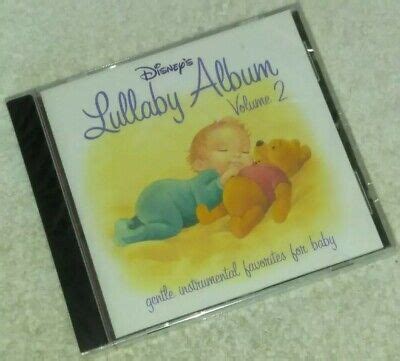 Disney's
Lullaby Album
Volume 2
gentle instrumental favorites for baby